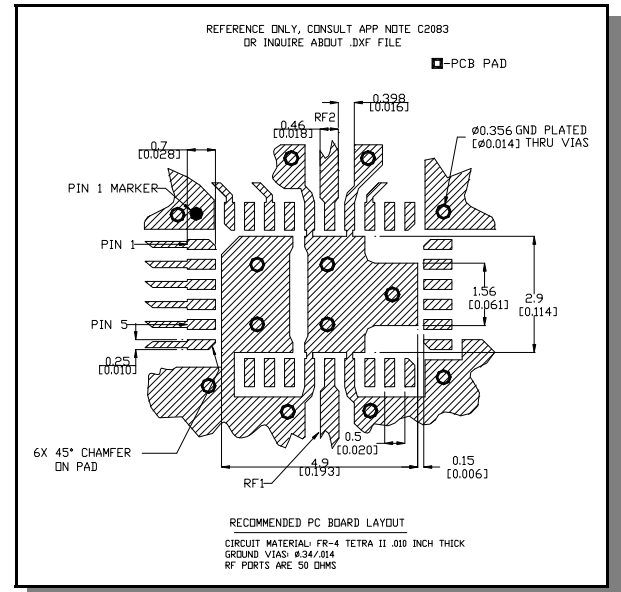 REFERENCE ONLY, CONSULT APP NOTE C2083
OR INQUIRE ABOUT .DXF FILE
-PCB PAD
0.398
[0.016]
RF2
0.46
[0.018]
Ø0.356 GND PLATED
[Ø0.014] THRU VIAS
0.7
[0.028]
PIN 1 MARKER
PIN 1
1.56
[0.061]
2.9
[0.114]
PIN 5
0.25
[0.010]
6X 45° CHAMFER
ON PAD
0.5
[0.020]
4.9
[0.193]
0.15
[0.006]
RF1
RECOMMENDED PC BOARD LAYOUT
CIRCUIT MATERIAL: FR-4 TETRA II .010 INCH THICK
GROUND VIAS: Ø.34/.014
RF PORTS ARE 50 OHMS